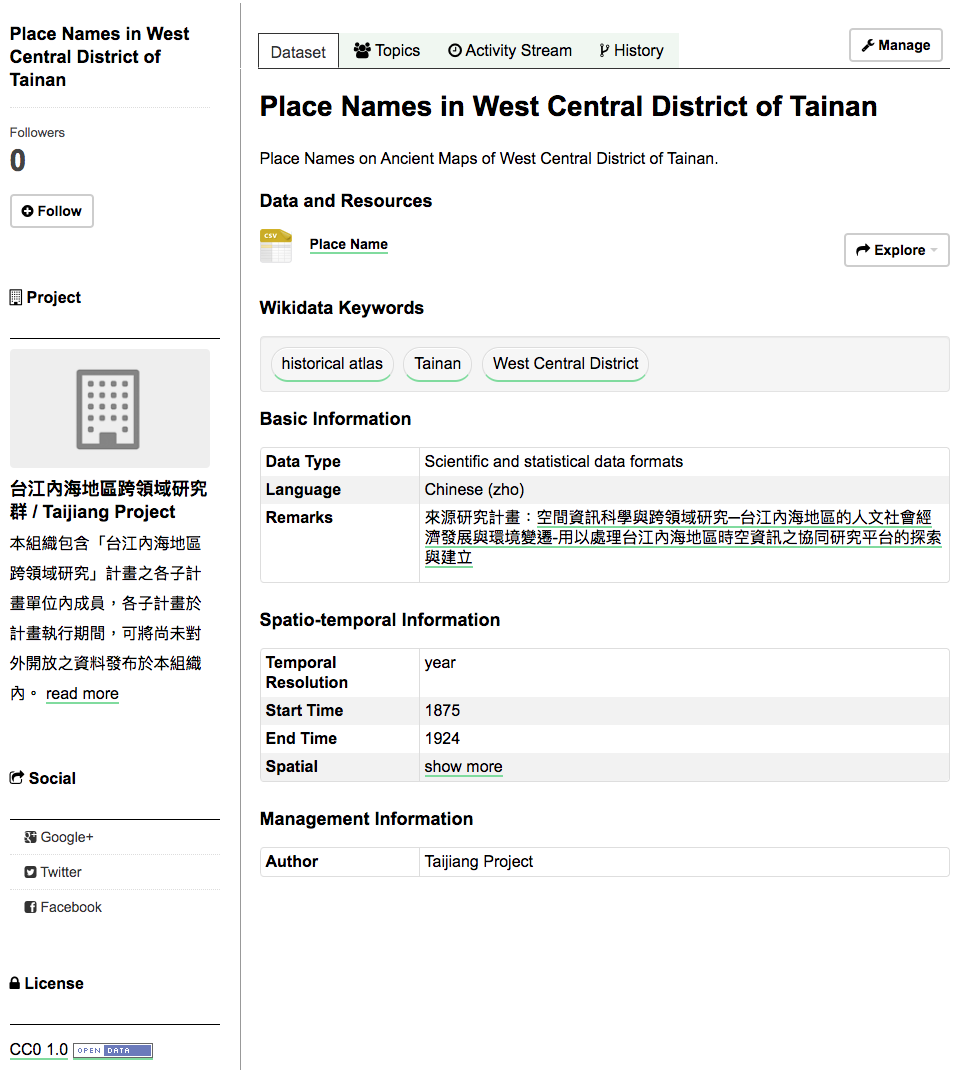 Place Names in West
Central District of
Tainan
Followers
0
Follow
Project
台江內海地區跨領域研究
群 / Taijiang Project
本組織包含「台江內海地區
跨領域研究」計畫之各子計
畫單位內成員，各子計畫於
計畫執行期間，可將尚未對
外開放之資料發布於本組織
內。 read more
Social
Google+
Twitter
Facebook
License
CC0 1.0 OPEN DATA
Dataset Topics Activity Stream History Manage
Place Names in West Central District of Tainan
Place Names on Ancient Maps of West Central District of Tainan.
Data and Resources
CSV Place Name Explore
Wikidata Keywords
historical atlas Tainan West Central District
Basic Information
Data Type Scientific and statistical data formats
Language Chinese (zho)
Remarks 來源研究計畫：空間資訊科學與跨領域研究─台江內海地區的人文社會經
濟發展與環境變遷-用以處理台江內海地區時空資訊之協同研究平台的探索
與建立
Spatio-temporal Information
Temporal year
Resolution
Start Time 1875
End Time 1924
Spatial show more
Management Information
Author Taijiang Project